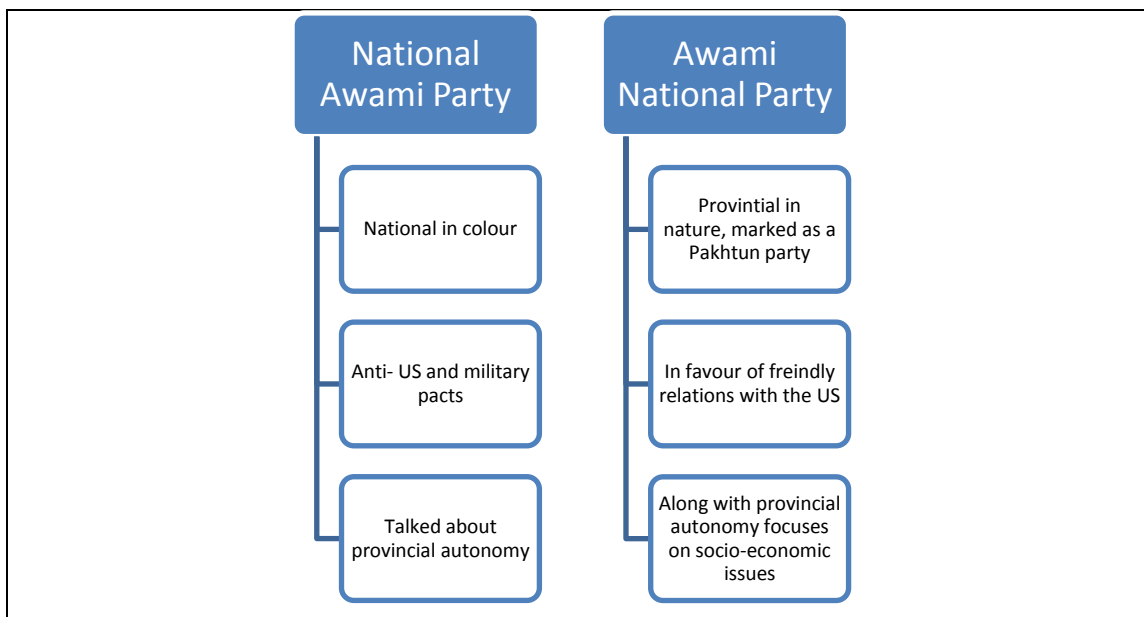 National
Awami Party
National in colour
Anti- US and military
pacts
Talked about
provincial autonomy
Awami
National Party
Provintial in
nature, marked as a
Pakhtun party
In favour of freindly
relations with the US
Along with provincial
autonomy focuses
on socio-economic
issues